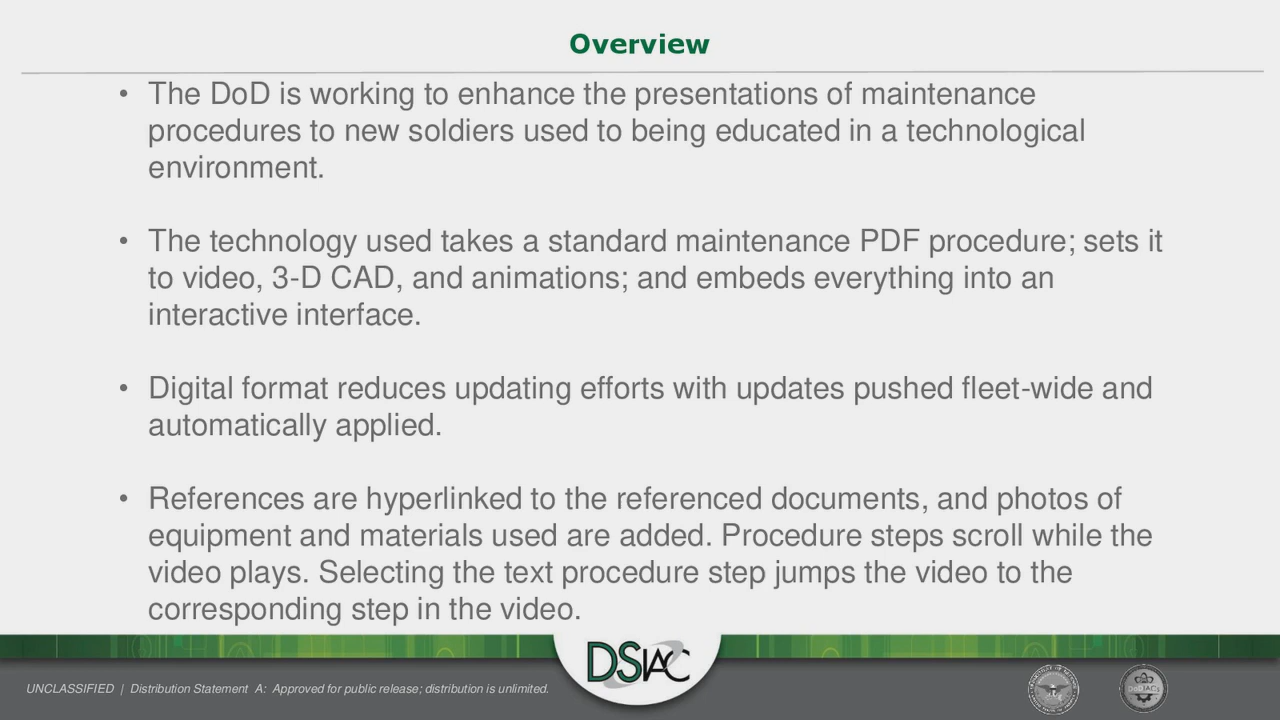 Overview
• The DoD is working to enhance the presentations of maintenance
procedures to new soldiers used to being educated in a technological
environment.
• The technology used takes a standard maintenance PDF procedure; sets it
to video, 3-D CAD, and animations; and embeds everything into an
interactive interface.
• Digital format reduces updating efforts with updates pushed fleet-wide and
automatically applied.
• References are hyperlinked to the referenced documents, and photos of
equipment and materials used are added. Procedure steps scroll while the
video plays. Selecting the text procedure step jumps the video to the
corresponding step in the video.
DSIAC
UNCLASSIFIED | Distribution Statement A: Approved for public release; distribution is unlimited.